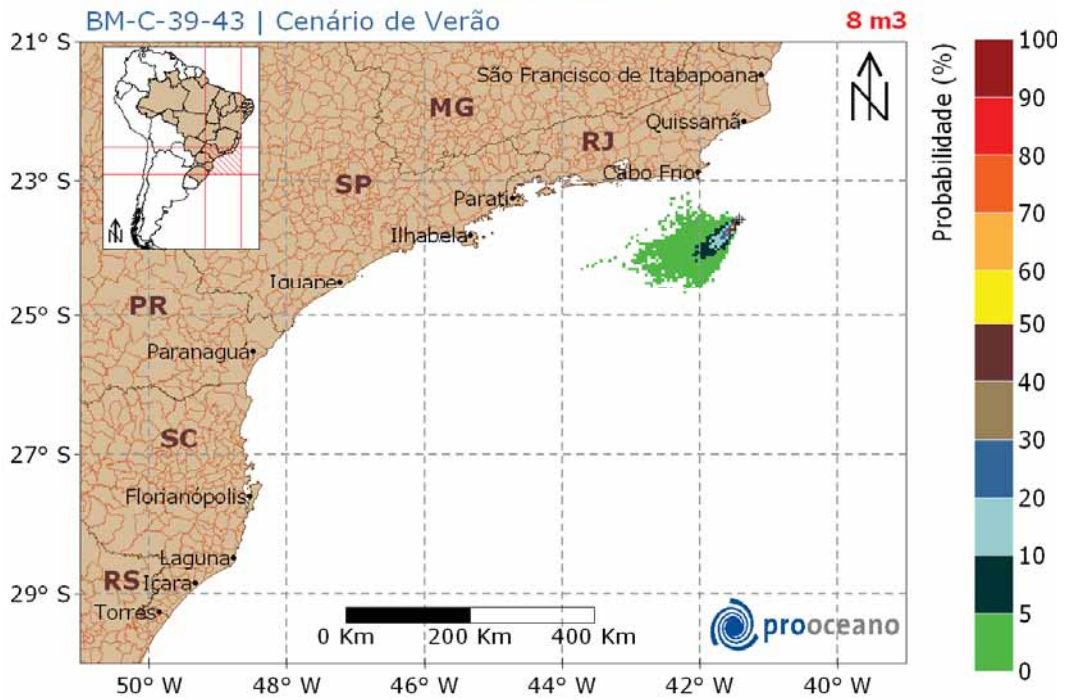 BM-C-39-43 | Cenário de Verão
8 m3
21° S
23° S
25° S
27° S
29° S
50° W
48° W
46° W
44° W
42° W
40° W
N
N
São Francisco de Itabapoana
MG
Quissamã
RJ
Cabo Frio
SP
Parati
Ilhabela
Iguape
PR
Paranaguá
SC
Florianópolis
Laguna
RS
Içara
Torres
0 Km
200 Km
400 Km
prooceano
Probabilidade (%)
100
90
80
70
60
50
40
30
20
10
5
0